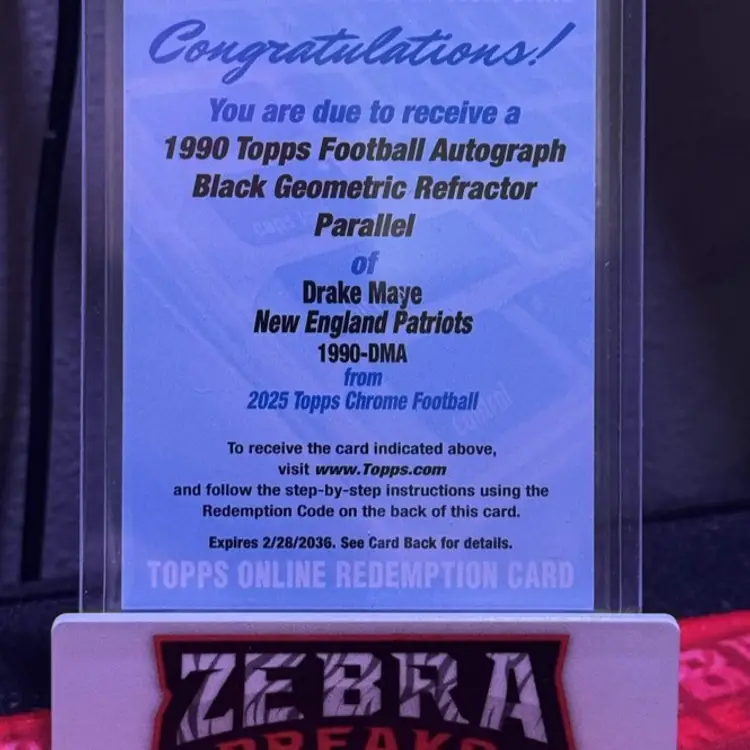 Congratulations!
You are due to receive a
1990 Topps Football Autograph
Black Geometric Refractor
Parallel
of
Drake Maye
New England Patriots
1990-DMA
from
2025 Topps Chrome Football
To receive the card indicated above,
visit www.Topps.com
and follow the step-by-step instructions using the
Redemption Code on the back of this card.
Expires 2/28/2036. See Card Back for details.
TOPPS ONLINE REDEMPTION CARD
ZEBRA
BREAKS